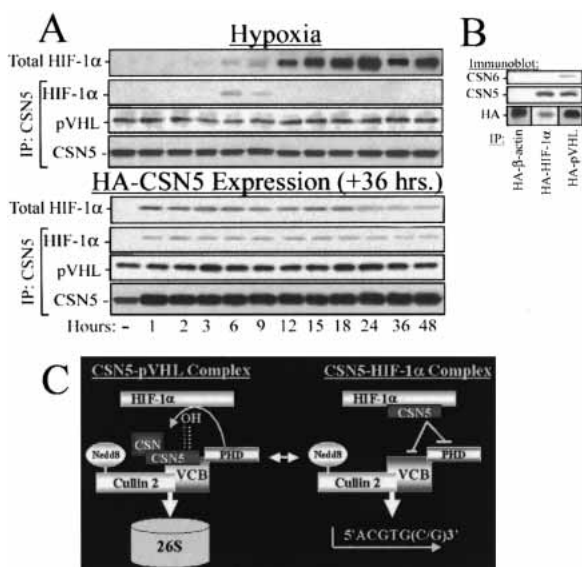 A
Hypoxia
Total HIF-1α
IP: CSN5
HIF-1α
pVHL
CSN5
HA-CSN5 Expression (+36 hrs.)
Total HIF-1α
IP: CSN5
HIF-1α
pVHL
CSN5
Hours: – 1 2 3 6 9 12 15 18 24 36 48
B
Immunoblot:
CSN6
CSN5
HA
IP:
HA-β-actin
HA-HIF-1α
HA-pVHL
C
CSN5-pVHL Complex
HIF-1α
OH
CSN
CSN5
Nedd8
VCB
PHD
Cullin 2
26S
CSN5-HIF-1α Complex
HIF-1α
CSN5
Nedd8
VCB
PHD
Cullin 2
5'ACGTG(C/G)3'